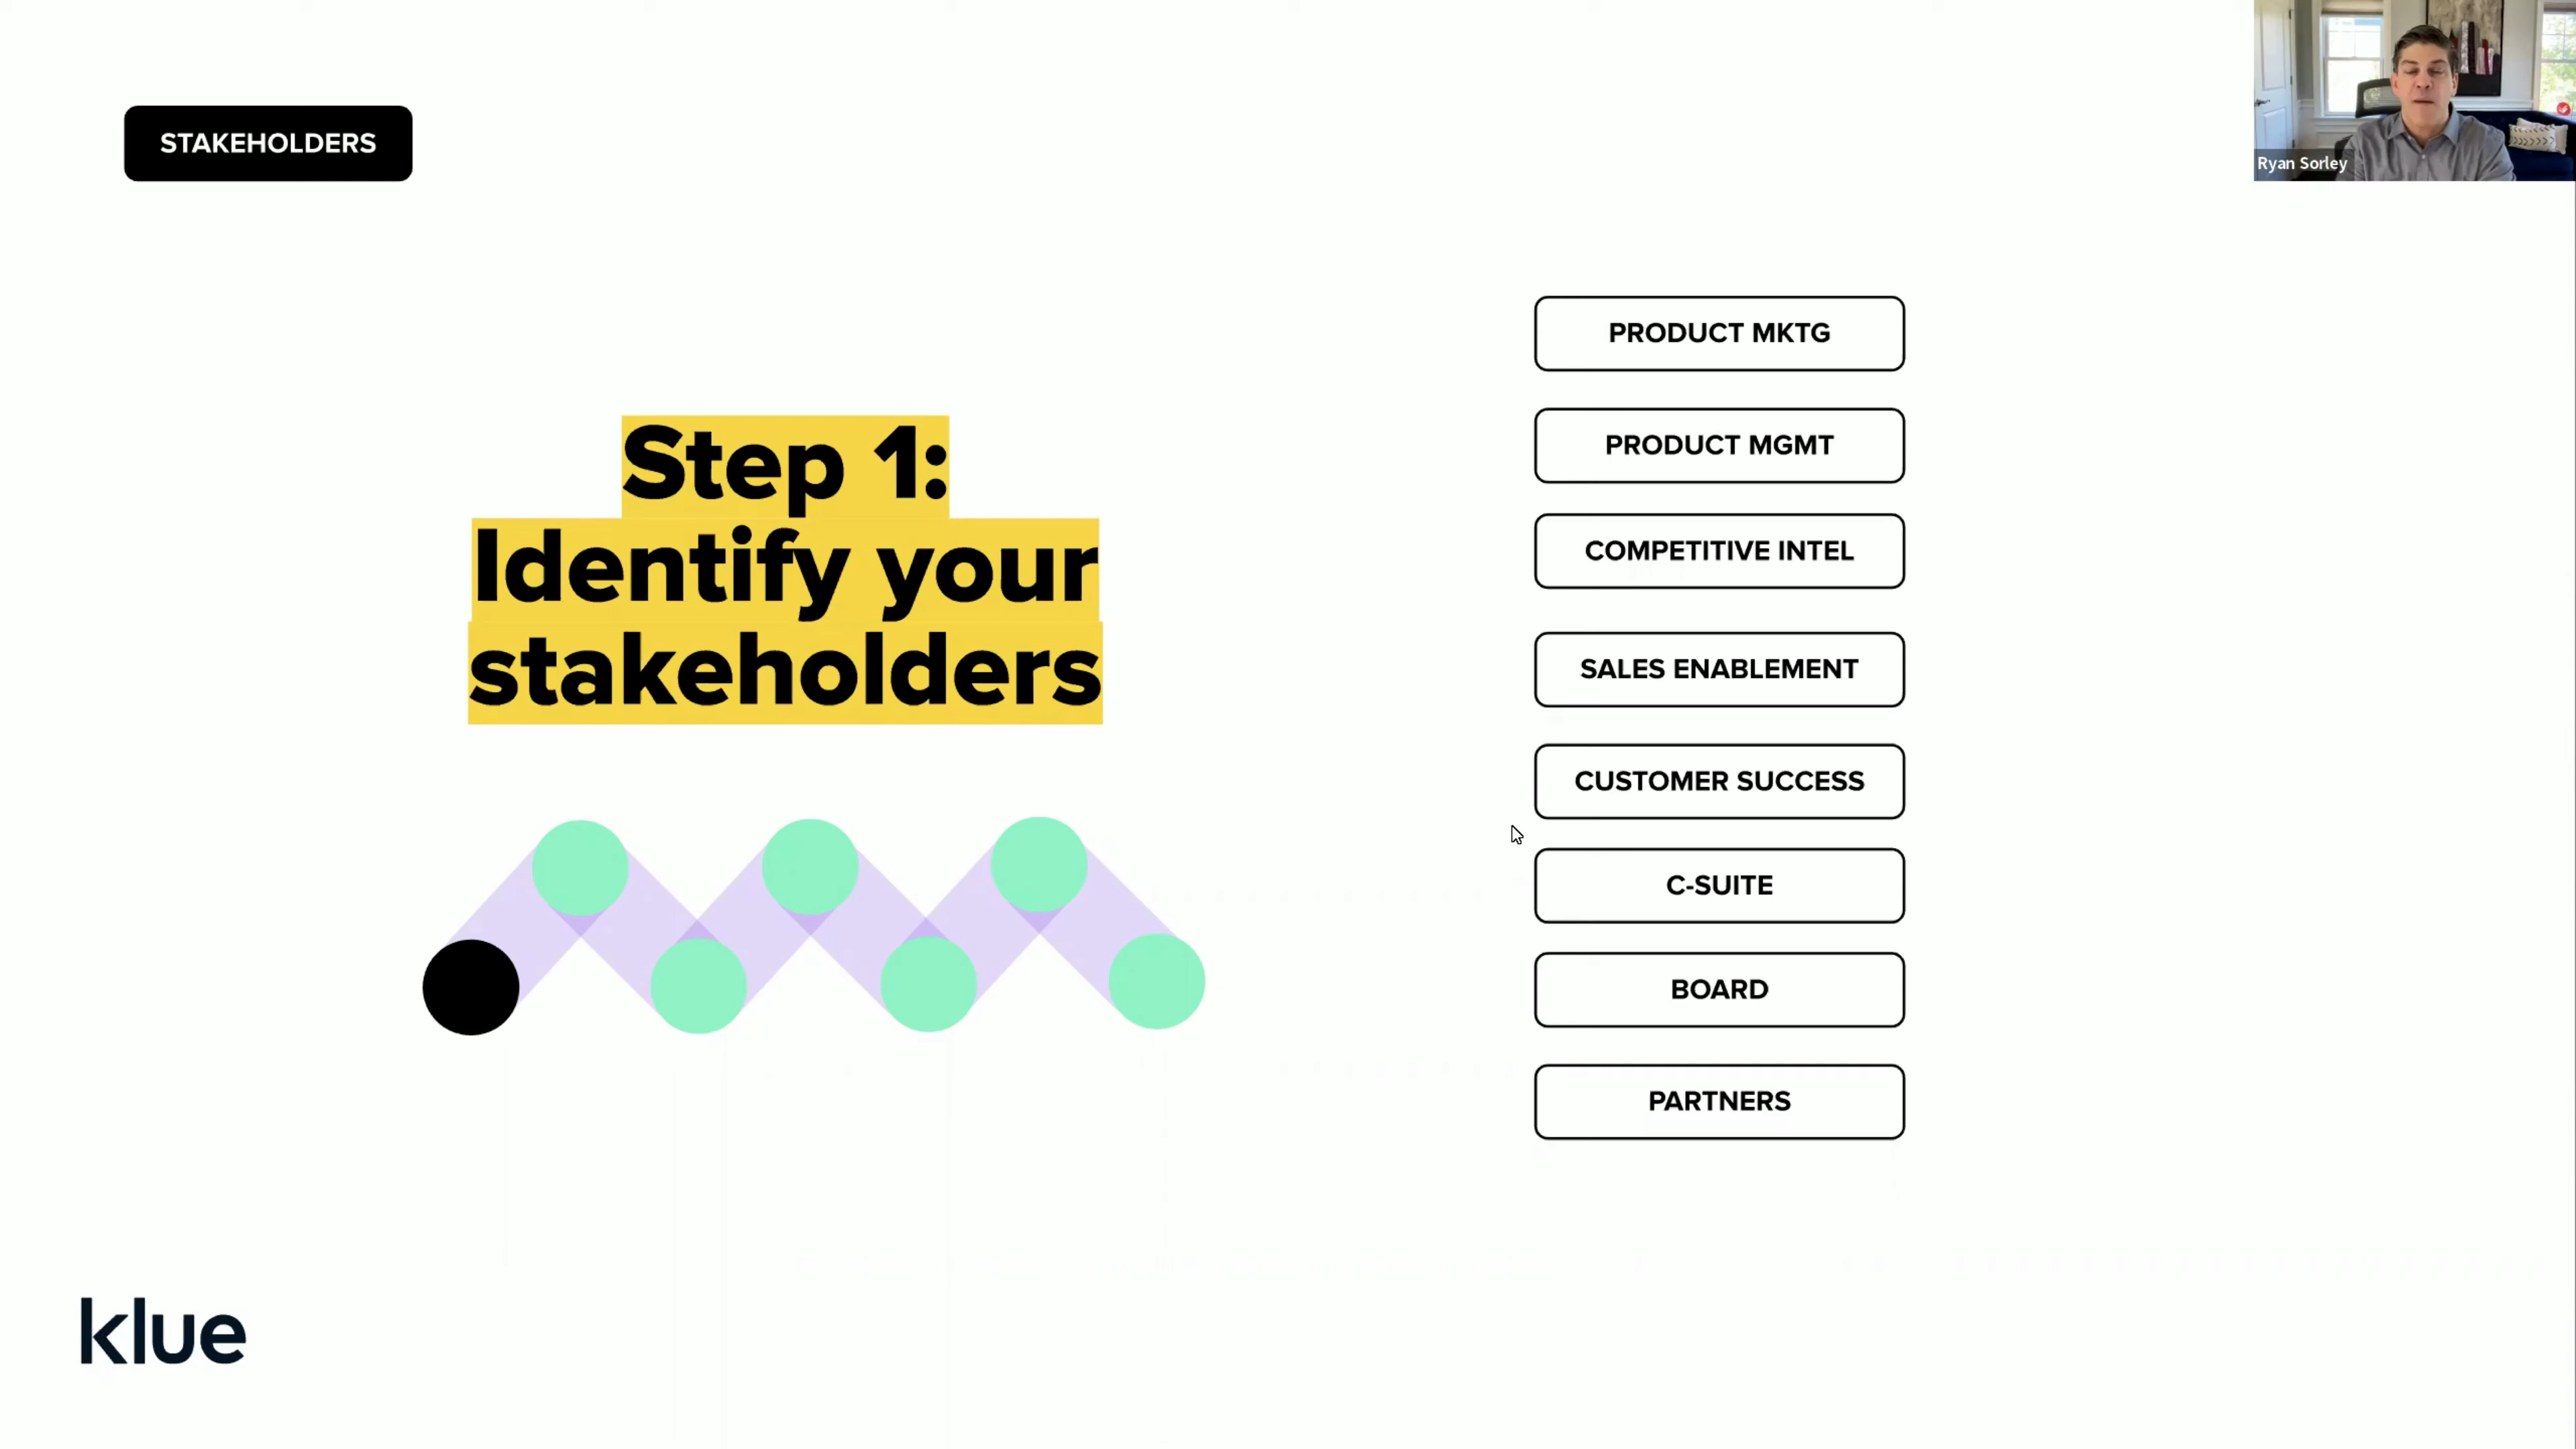 STAKEHOLDERS
Ryan Sorley
Step 1:
Identify your
stakeholders
PRODUCT MKTG
PRODUCT MGMT
COMPETITIVE INTEL
SALES ENABLEMENT
CUSTOMER SUCCESS
C-SUITE
BOARD
PARTNERS
klue